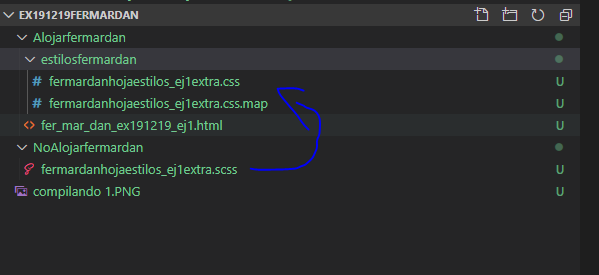 EX191219FERMARDAN
Alojarfermardan
estilosfermardan
# fermardanhojaestilos_ej1extra.css U
# fermardanhojaestilos_ej1extra.css.map U
<> fer_mar_dan_ex191219_ej1.html U
NoAlojarfermardan
fermardanhojaestilos_ej1extra.scss U
compilando 1.PNG U